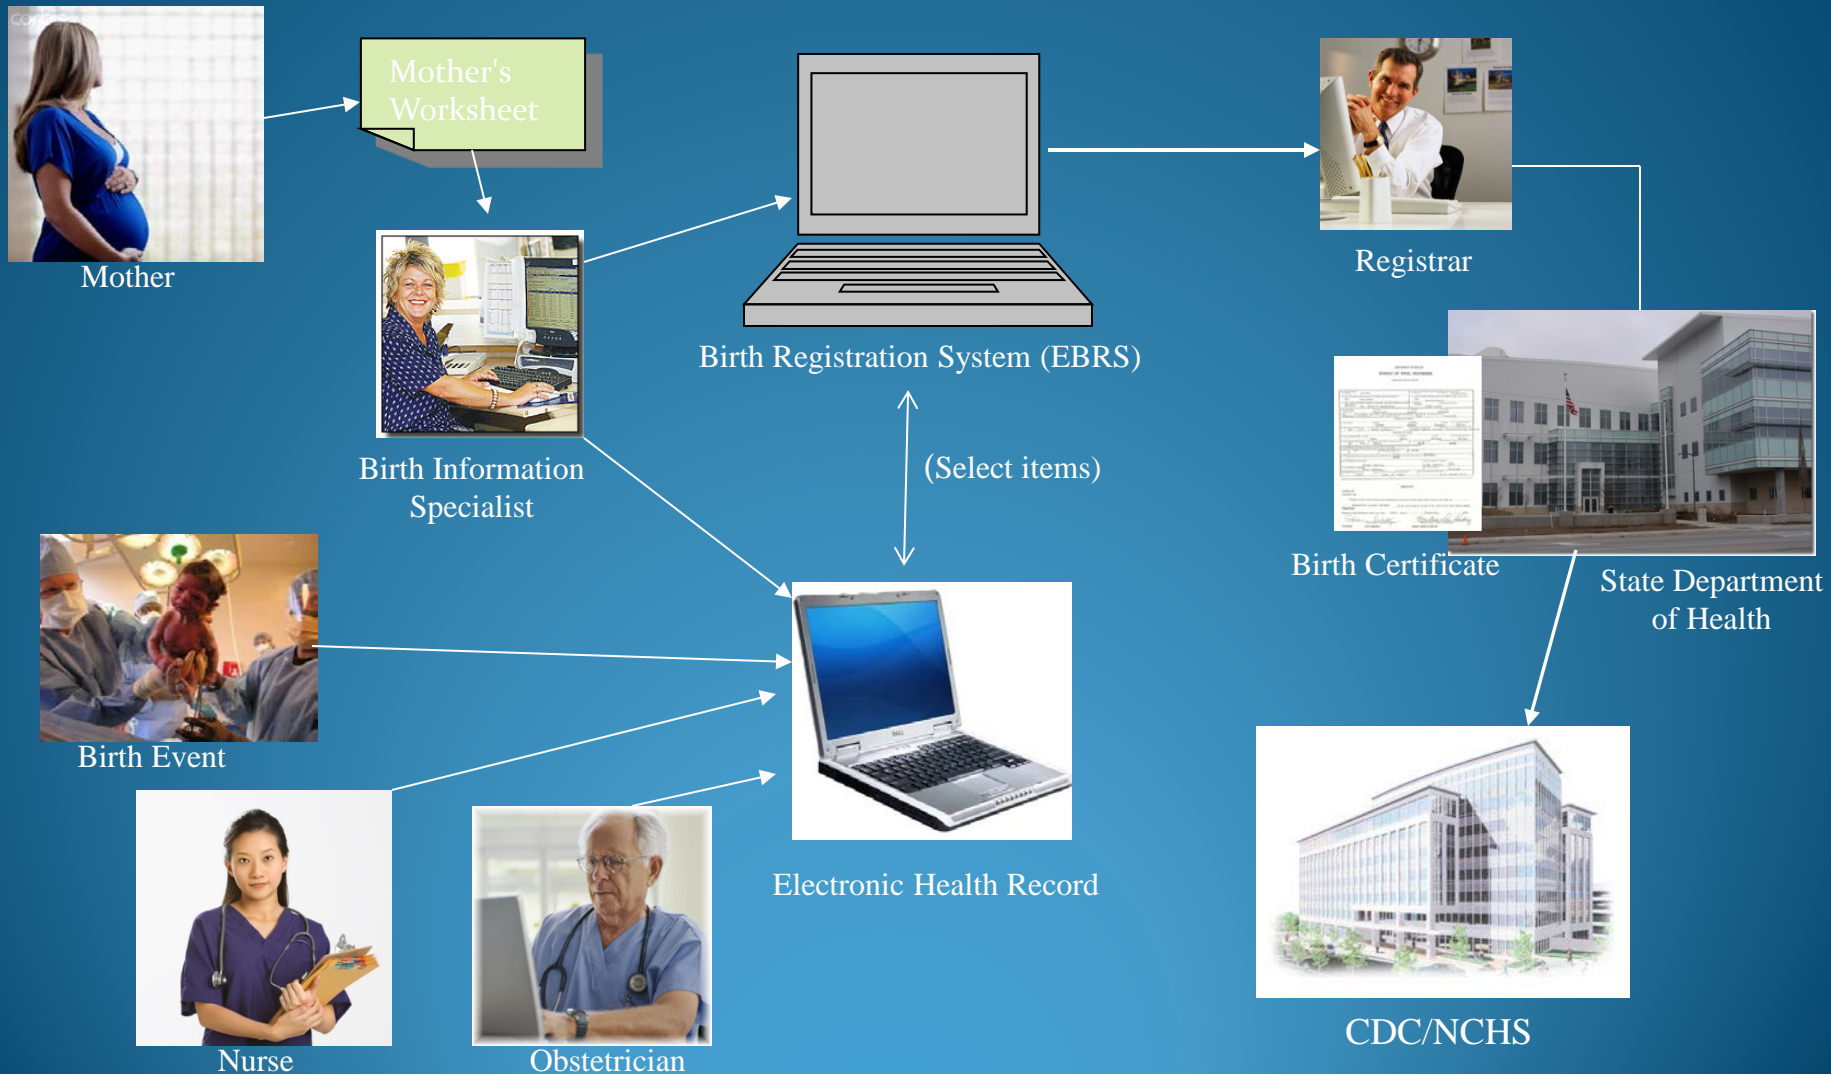 Mother's
Worksheet
Mother
Registrar
Birth Registration System (EBRS)
Birth Information
Specialist
(Select items)
Birth Certificate
State Department
of Health
Birth Event
Electronic Health Record
CDC/NCHS
Nurse
Obstetrician
DELL